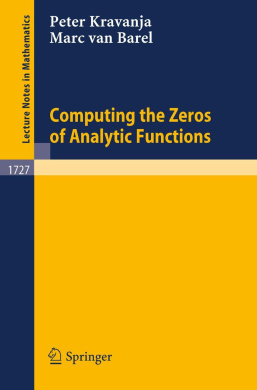 Lecture Notes in Mathematics
Peter Kravanja
Marc van Barel
Computing the Zeros
of Analytic Functions
1727
Springer